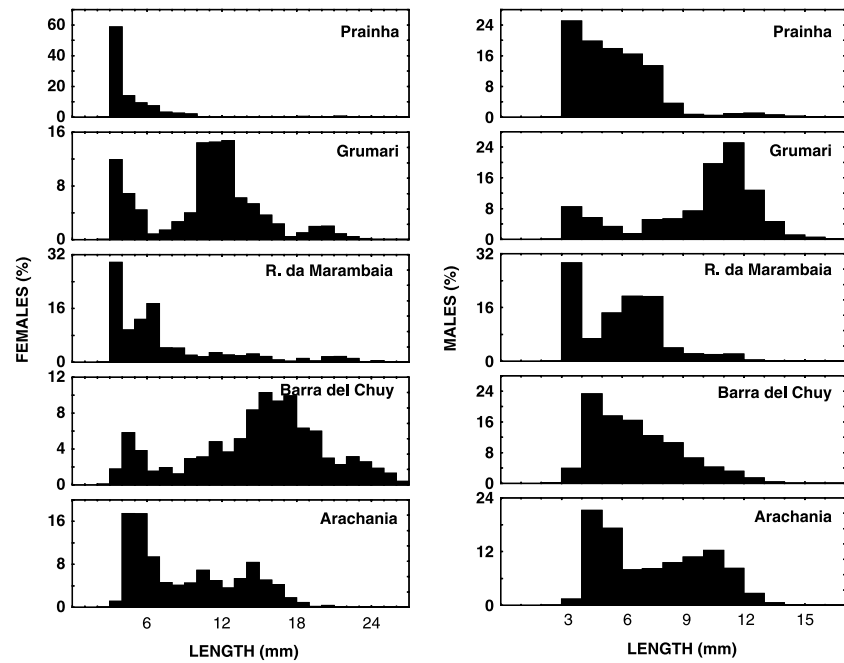 60
40
20
0
Prainha
16
8
0
Grumari
FEMALES (%)
32
16
0
R. da Marambaia
12
8
4
0
Barra del Chuy
16
8
0
Arachania
6 12 18 24
LENGTH (mm)
24
16
8
0
Prainha
24
16
8
0
Grumari
MALES (%)
32
16
0
R. da Marambaia
24
16
8
0
Barra del Chuy
24
12
0
Arachania
3 6 9 12 15
LENGTH (mm)